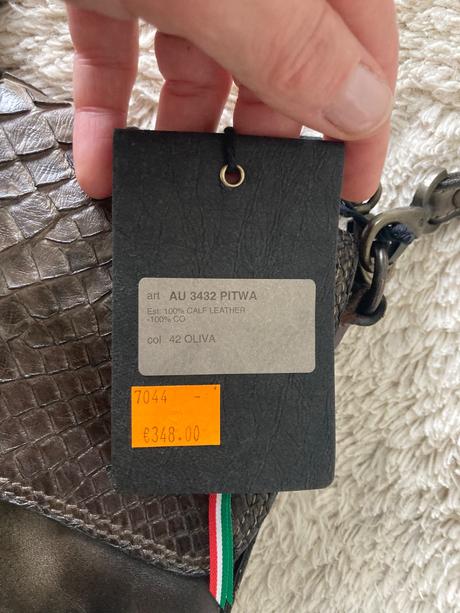 art AU 3432 PITWA
Est: 100% CALF LEATHER
-100% CO
col 42 OLIVA
7044 -
€348.00